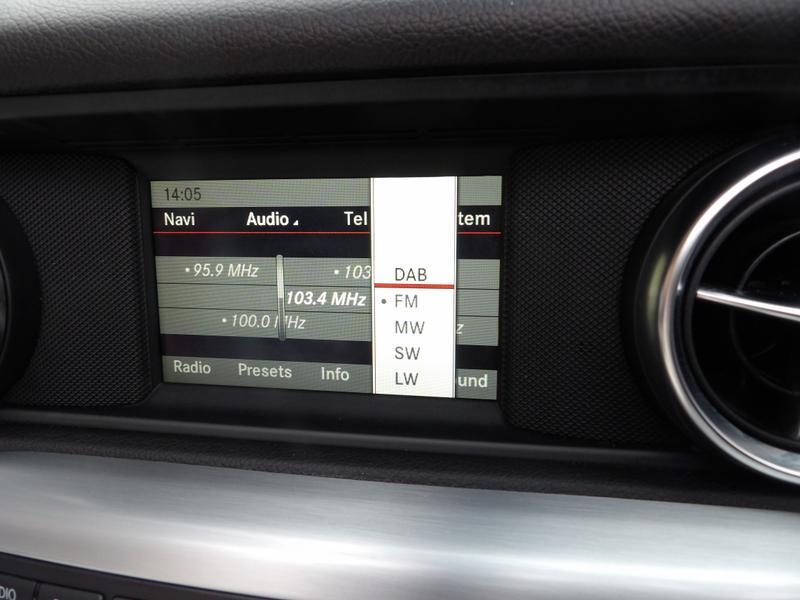 14:05
Navi Audio Tel tem
95.9 MHz 103
103.4 MHz
100.0 MHz z
Radio Presets Info und
DAB
FM
MW
SW
LW
DIO